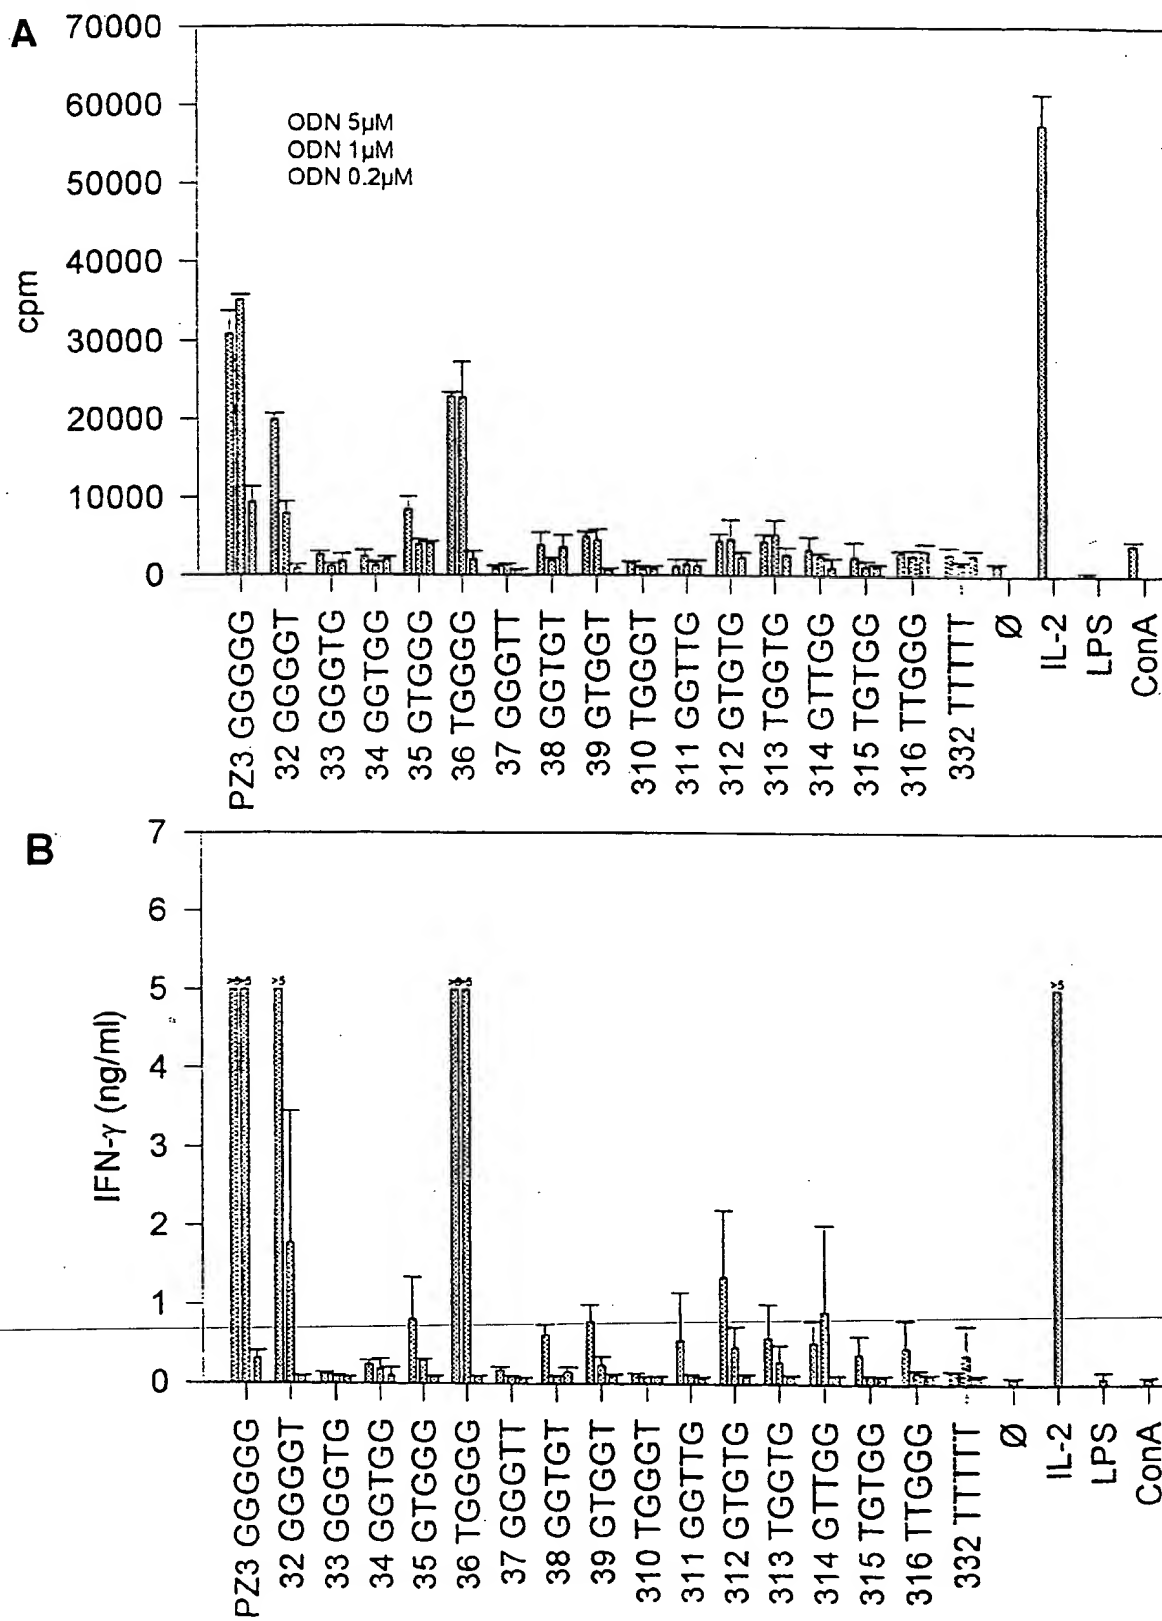 A
70000
60000
50000
40000
30000
20000
10000
0
cpm
ODN 5µM
ODN 1µM
ODN 0.2µM
PZ3 GGGGG
32 GGGGT
33 GGGTG
34 GGTGG
35 GTGGG
36 TGGGG
37 GGGTT
38 GGTGT
39 GTGGT
310 TGGGT
311 GGTTG
312 GTGTG
313 TGGTG
314 GTTGG
315 TGTGG
316 TTGGG
332 TTTTT
Ø
IL-2
LPS
ConA
B
7
6
5
4
3
2
1
0
IFN-γ (ng/ml)
>5
>5
>5
>5
>5
>5
PZ3 GGGGG
32 GGGGT
33 GGGTG
34 GGTGG
35 GTGGG
36 TGGGG
37 GGGTT
38 GGTGT
39 GTGGT
310 TGGGT
311 GGTTG
312 GTGTG
313 TGGTG
314 GTTGG
315 TGTGG
316 TTGGG
332 TTTTT
Ø
IL-2
LPS
ConA